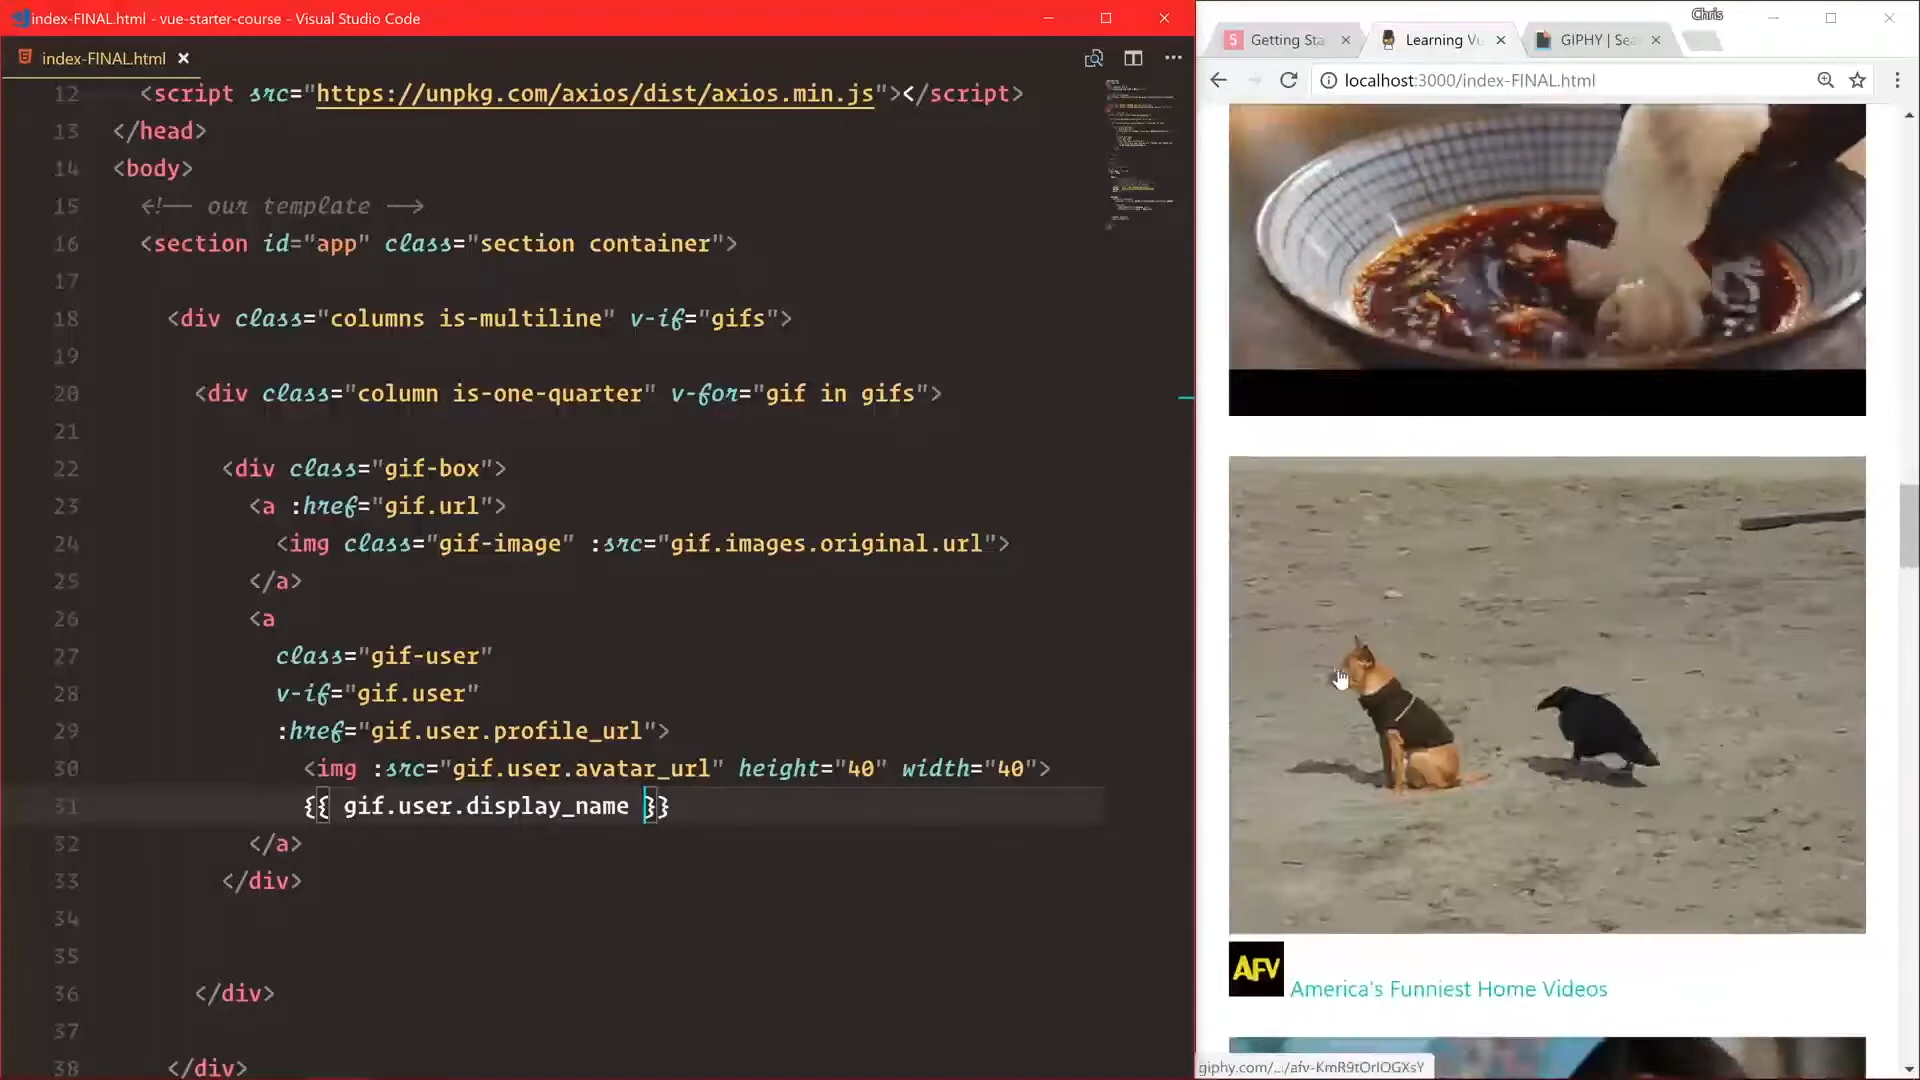 index-FINAL.html - vue-starter-course - Visual Studio Code
index-FINAL.html
12 <script src="https://unpkg.com/axios/dist/axios.min.js"></script>
13 </head>
14 <body>
15 <!-- our template -->
16 <section id="app" class="section container">
17
18 <div class="columns is-multiline" v-if="gifs">
19
20 <div class="column is-one-quarter" v-for="gif in gifs">
21
22 <div class="gif-box">
23 <a :href="gif.url">
24 <img class="gif-image" :src="gif.images.original.url">
25 </a>
26 <a
27 class="gif-user"
28 v-if="gif.user"
29 :href="gif.user.profile_url">
30 <img :src="gif.user.avatar_url" height="40" width="40">
31 {{ gif.user.display_name }}
32 </a>
33 </div>
34
35
36 </div>
37
38 </div>
Chris
Getting Sta
Learning Vu
GIPHY | Sea
localhost:3000/index-FINAL.html
AFV
America's Funniest Home Videos
giphy.com/.../afv-KmR9tOrIOGXsY